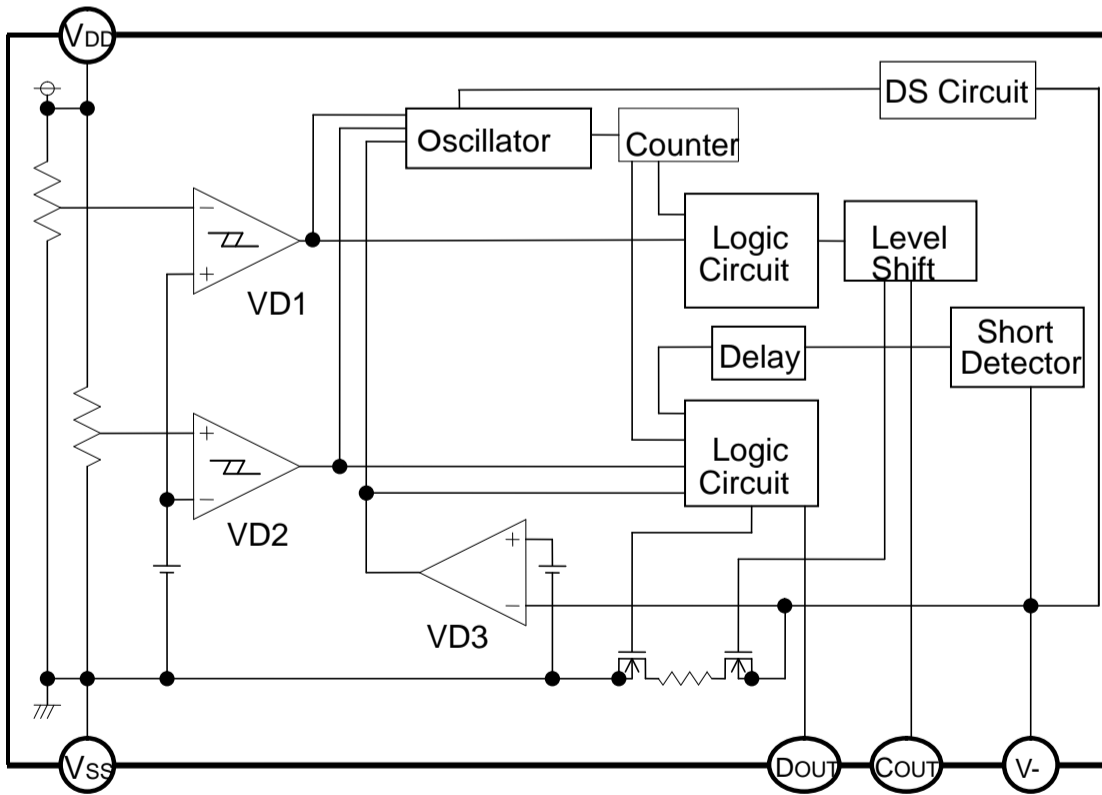 VDD
DS Circuit
Oscillator
Counter
−
+
VD1
Logic
Circuit
Level
Shift
Delay
Short
Detector
+
−
VD2
Logic
Circuit
+
−
VD3
VSS
DOUT
COUT
V-